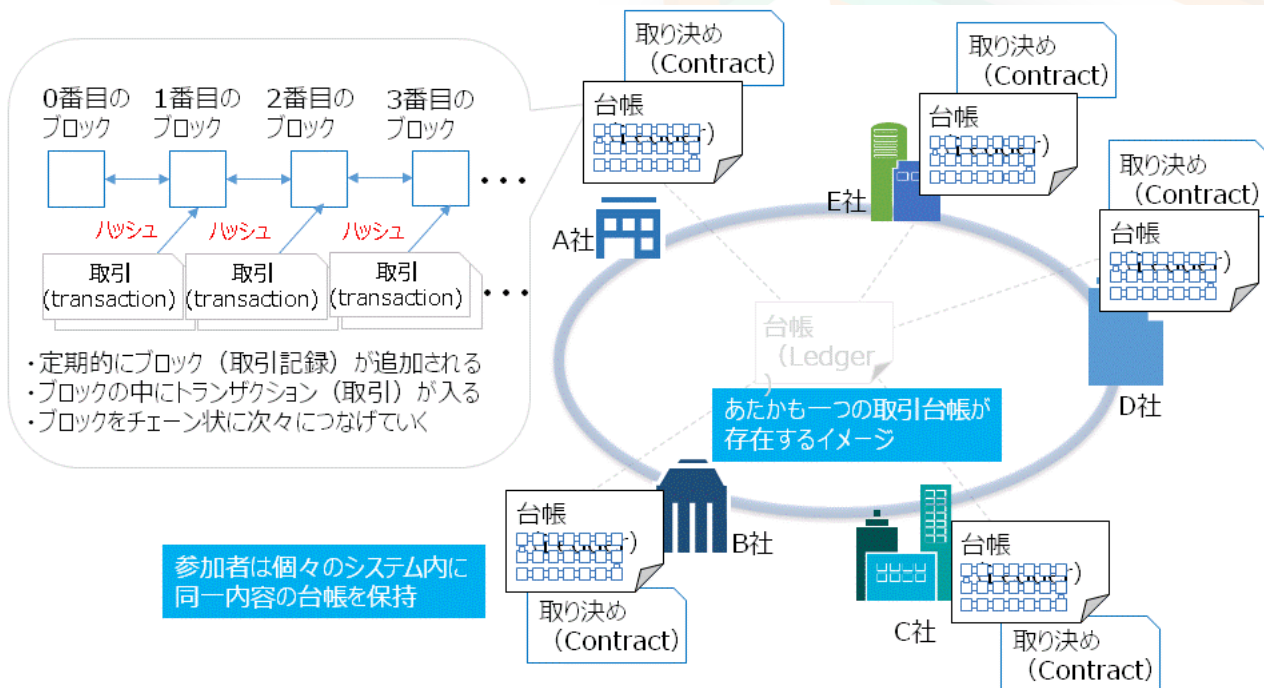 0番目の
ブロック
1番目の
ブロック
2番目の
ブロック
3番目の
ブロック
・・・
ハッシュ
ハッシュ
ハッシュ
取引
(transaction)
取引
(transaction)
取引
(transaction)
・・・
・定期的にブロック（取引記録）が追加される
・ブロックの中にトランザクション（取引）が入る
・ブロックをチェーン状に次々につなげていく
取り決め
（Contract）
台帳
A社
取り決め
（Contract）
台帳
E社
取り決め
（Contract）
台帳
D社
台帳
（Ledger
）
あたかも一つの取引台帳が
存在するイメージ
台帳
B社
取り決め
（Contract）
台帳
C社
取り決め
（Contract）
参加者は個々のシステム内に
同一内容の台帳を保持